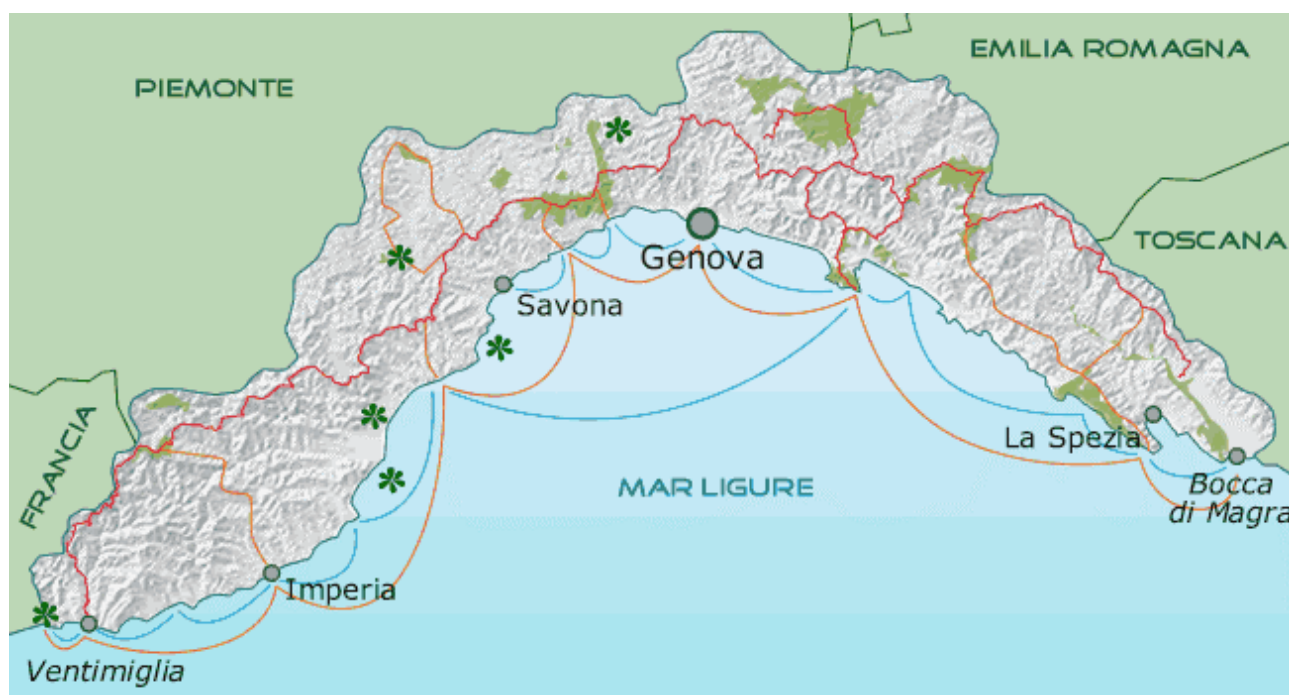 EMILIA ROMAGNA
PIEMONTE
TOSCANA
Genova
Savona
FRANCIA
La Spezia
MAR LIGURE
Bocca
di Magra
Imperia
Ventimiglia